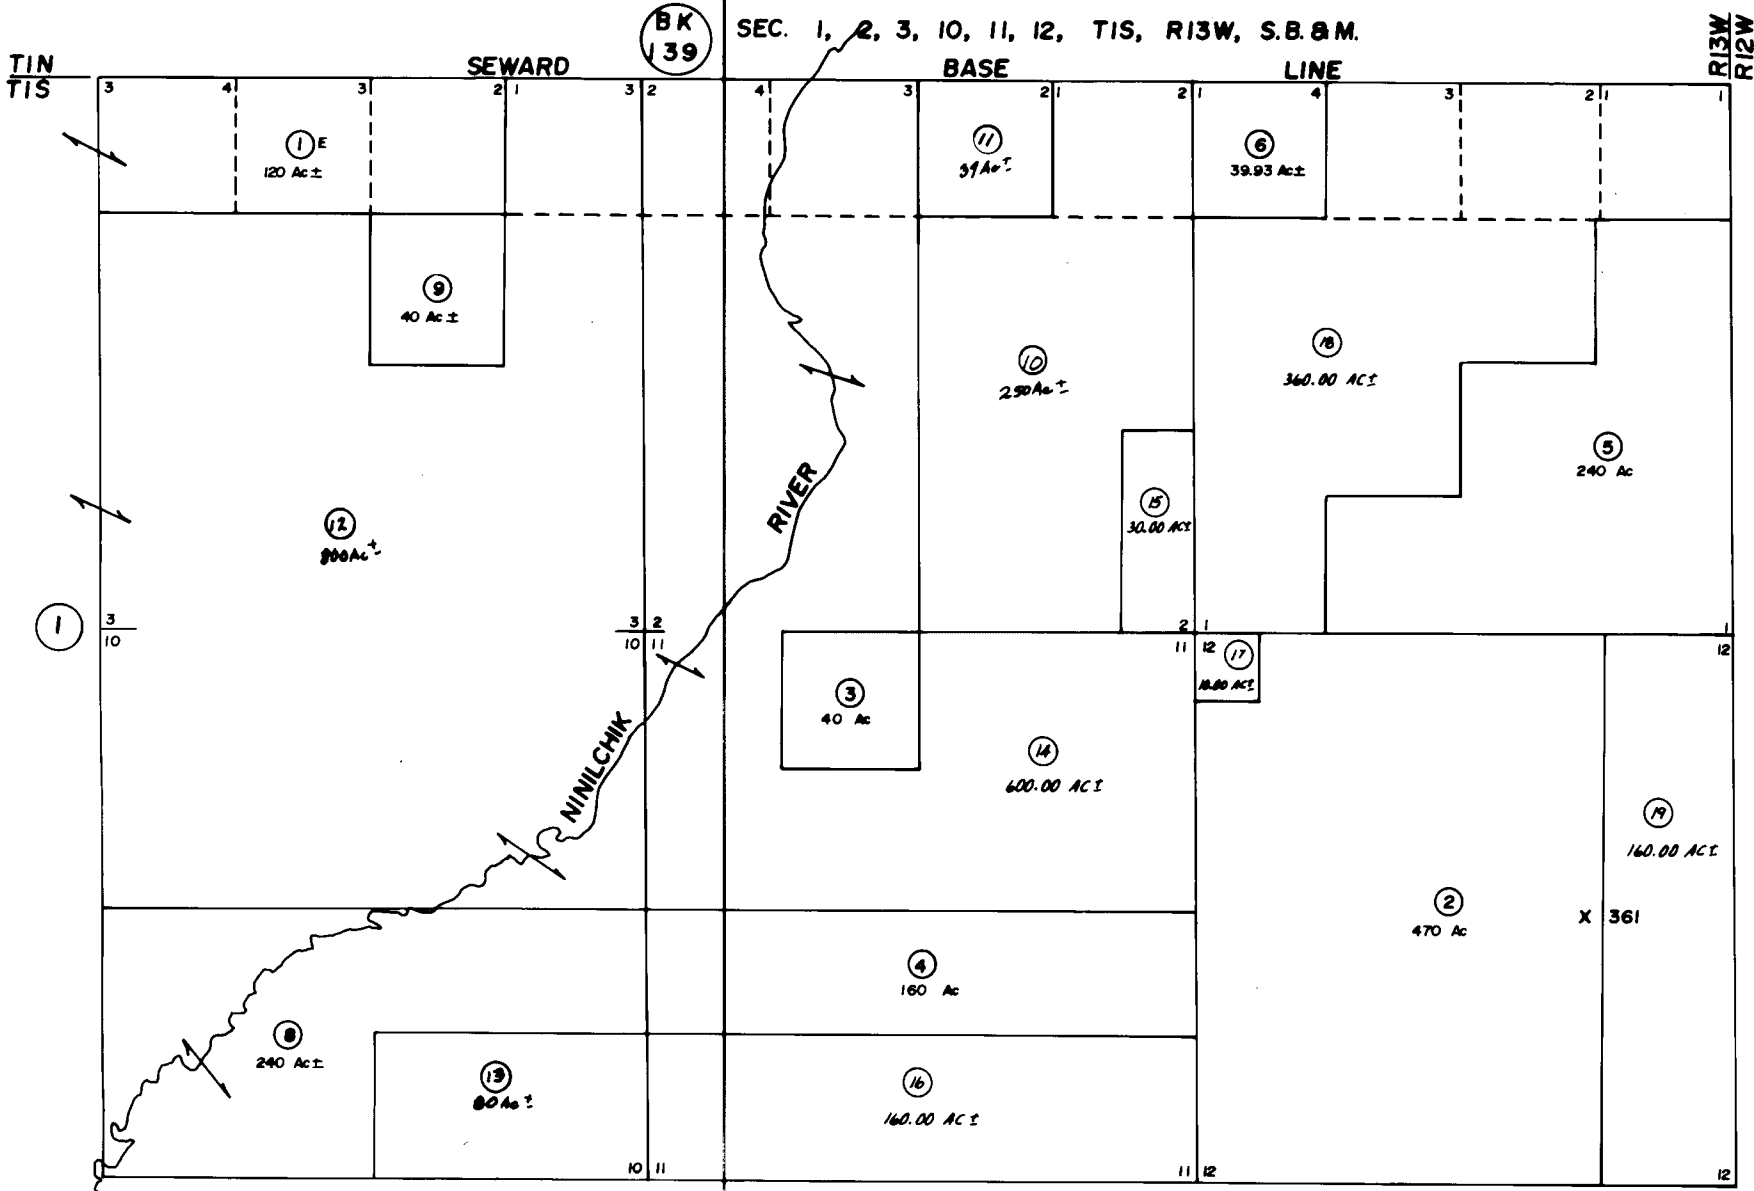 BK
139
SEC. 1, 2, 3, 10, 11, 12, T1S, R13W, S.B.&M.
R13W
R12W
T1N
T1S
SEWARD BASE LINE
3 4 3 2 1 3 2 4 3 2 1 2 1 4 3 2 1 1
1 E
120 Ac±
11
39 Ac±
6
39.93 Ac±
9
40 Ac±
10
250 Ac±
18
360.00 AC±
5
240 Ac
12
800 Ac±
RIVER
15
30.00 AC±
1
3
10
3 2
10 11
2 1
11 12
1
12
17
10.00 AC±
3
40 Ac
NINILCHIK
14
600.00 AC±
19
160.00 AC±
2
470 Ac
X 361
4
160 Ac
8
240 Ac±
13
80 Ac±
16
160.00 AC±
10 11
11 12
12